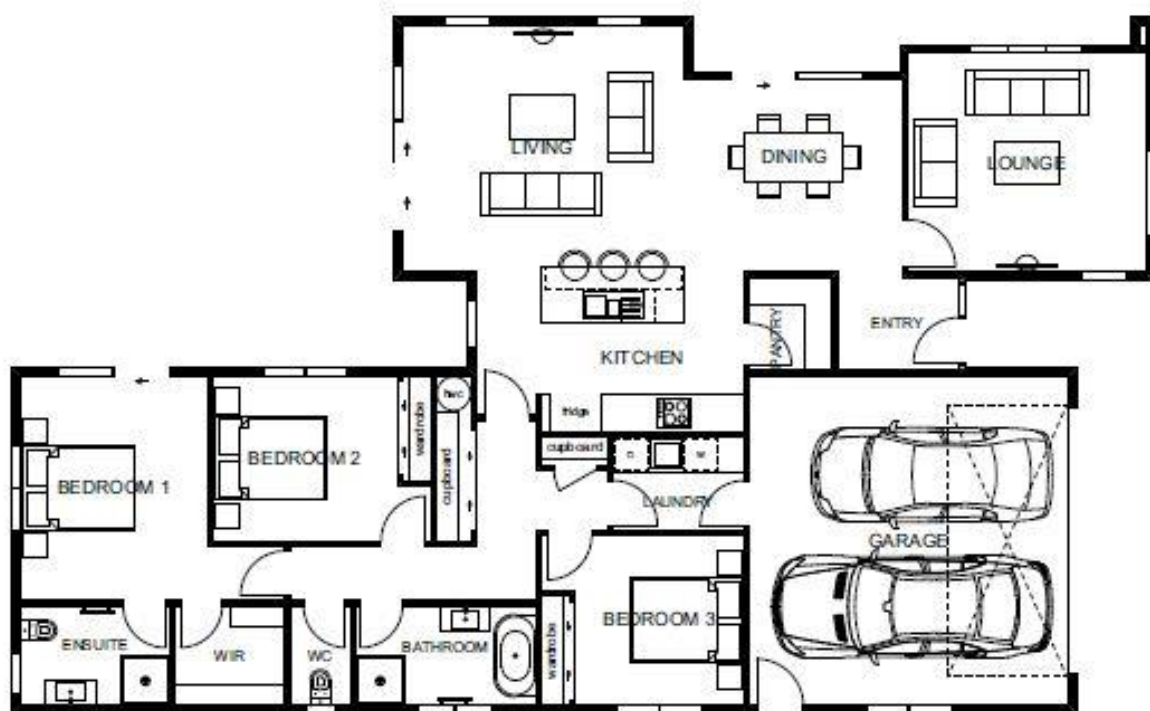 LIVING
DINING
LOUNGE
ENTRY
PANTRY
KITCHEN
hwc
fridge
wardrobe
cupboard
cupboard
BEDROOM 2
BEDROOM 1
D
W
LAUNDRY
GARAGE
BEDROOM 3
wardrobe
ENSUITE
WIR
WC
BATHROOM